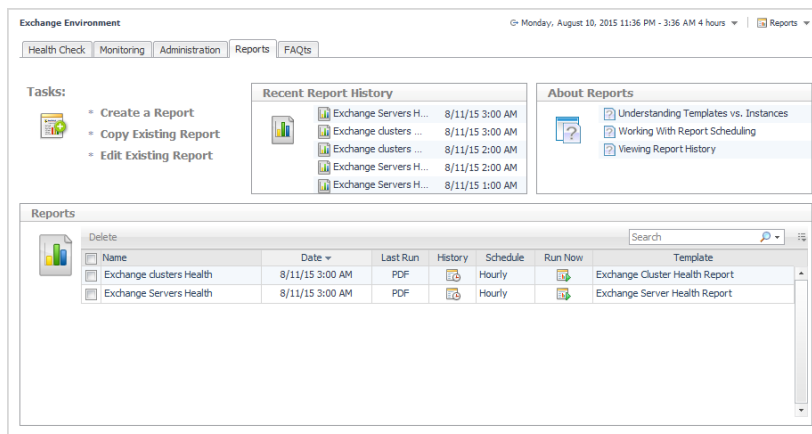 Exchange Environment
Monday, August 10, 2015 11:36 PM - 3:36 AM 4 hours
Reports
Health Check
Monitoring
Administration
Reports
FAQts
Tasks:
* Create a Report
* Copy Existing Report
* Edit Existing Report
Recent Report History
Exchange Servers H... 8/11/15 3:00 AM
Exchange clusters ... 8/11/15 3:00 AM
Exchange clusters ... 8/11/15 2:00 AM
Exchange Servers H... 8/11/15 2:00 AM
Exchange Servers H... 8/11/15 1:00 AM
About Reports
Understanding Templates vs. Instances
Working With Report Scheduling
Viewing Report History
Reports
Delete
Search
Name Date Last Run History Schedule Run Now Template
Exchange clusters Health 8/11/15 3:00 AM PDF Hourly Exchange Cluster Health Report
Exchange Servers Health 8/11/15 3:00 AM PDF Hourly Exchange Server Health Report